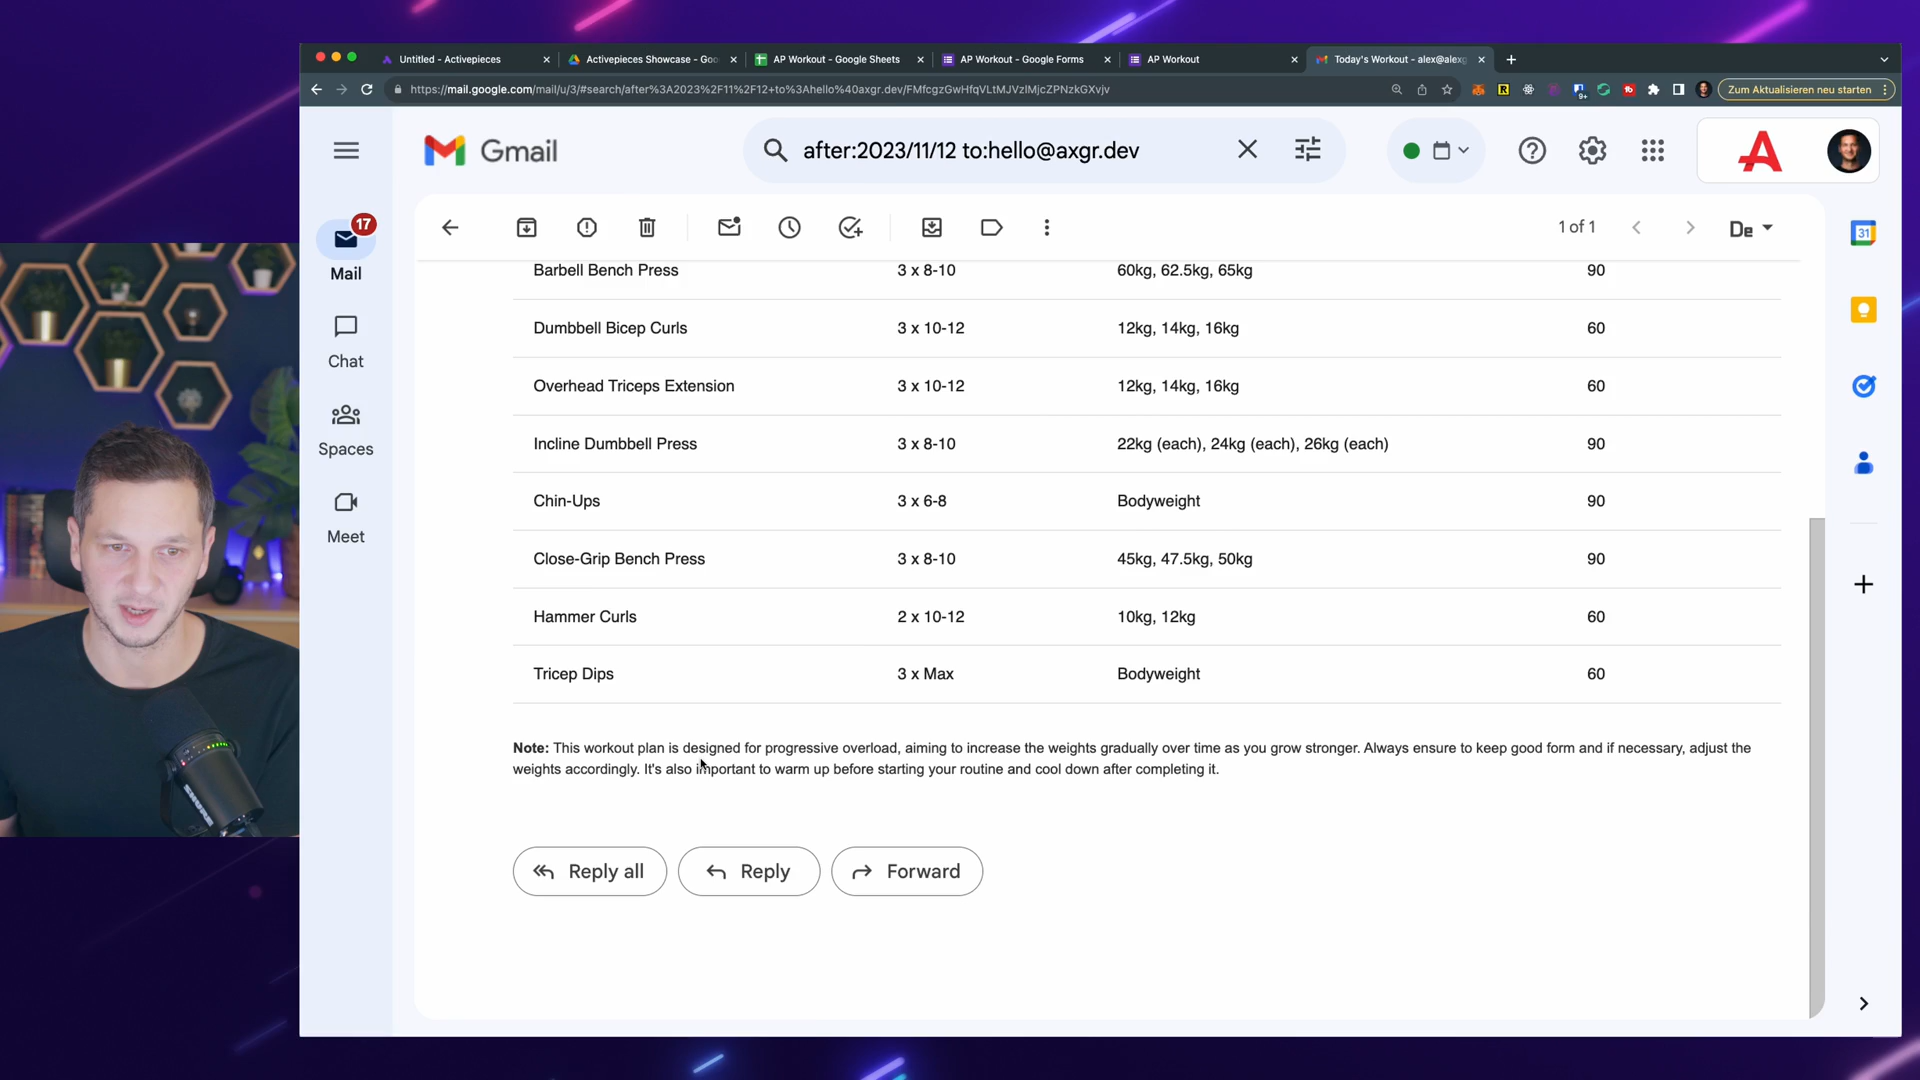 Untitled - Activepieces
Activepieces Showcase - Goo
AP Workout - Google Sheets
AP Workout - Google Forms
AP Workout
Today's Workout - alex@alexg
https://mail.google.com/mail/u/3/#search/after%3A2023%2F11%2F12+to%3Ahello%40axgr.dev/FMfcgzGwHfqVLtMJVzlMjcZPNzkGXvjv
Zum Aktualisieren neu starten
Gmail
after:2023/11/12 to:hello@axgr.dev
17
Mail
Chat
Spaces
Meet
1 of 1
De
31
Barbell Bench Press 3 x 8-10 60kg, 62.5kg, 65kg 90
Dumbbell Bicep Curls 3 x 10-12 12kg, 14kg, 16kg 60
Overhead Triceps Extension 3 x 10-12 12kg, 14kg, 16kg 60
Incline Dumbbell Press 3 x 8-10 22kg (each), 24kg (each), 26kg (each) 90
Chin-Ups 3 x 6-8 Bodyweight 90
Close-Grip Bench Press 3 x 8-10 45kg, 47.5kg, 50kg 90
Hammer Curls 2 x 10-12 10kg, 12kg 60
Tricep Dips 3 x Max Bodyweight 60
Note: This workout plan is designed for progressive overload, aiming to increase the weights gradually over time as you grow stronger. Always ensure to keep good form and if necessary, adjust the
weights accordingly. It's also important to warm up before starting your routine and cool down after completing it.
Reply all
Reply
Forward